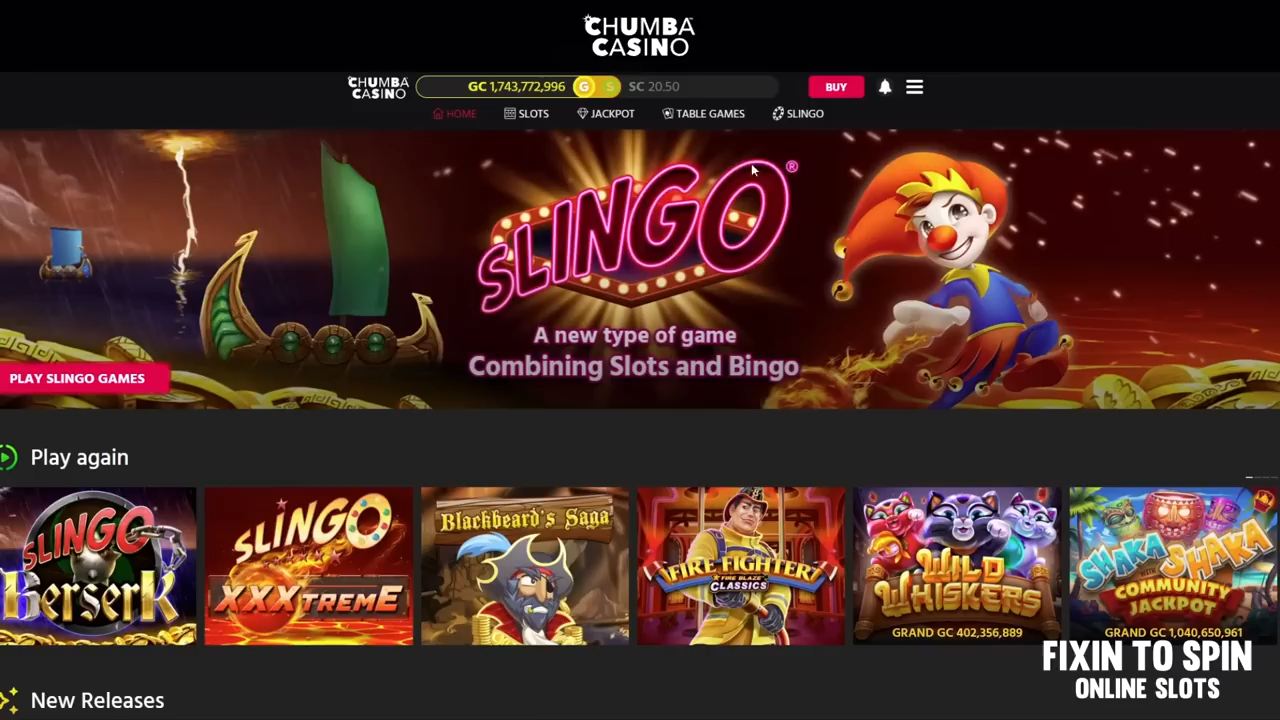 CHUMBA
CASINO
CHUMBA
CASINO
GC 1,743,772,996
G
S
SC 20.50
BUY
HOME
SLOTS
JACKPOT
TABLE GAMES
SLINGO
SLINGO®
A new type of game
Combining Slots and Bingo
PLAY SLINGO GAMES
Play again
SLINGO
Berserk
SLINGO
XXXTREME
Blackbeard's Saga
FIRE FIGHTER
FIRE BLAZE
CLASSICS
WILD
WHISKERS
GRAND GC 402,356,889
SHAKA SHAKA
COMMUNITY
JACKPOT
GRAND GC 1,040,650,961
FIXIN TO SPIN
ONLINE SLOTS
New Releases